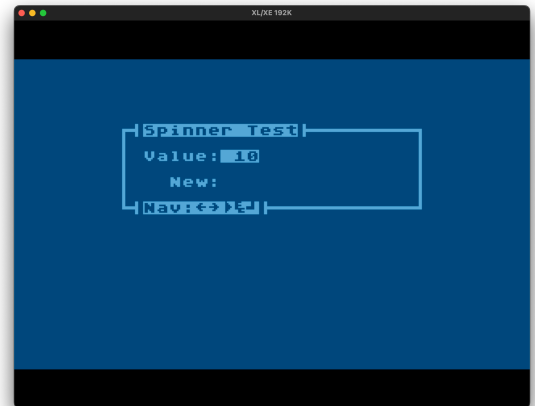 XL/XE 192K
Spinner Test
Value: 10
New:
Nav:←→